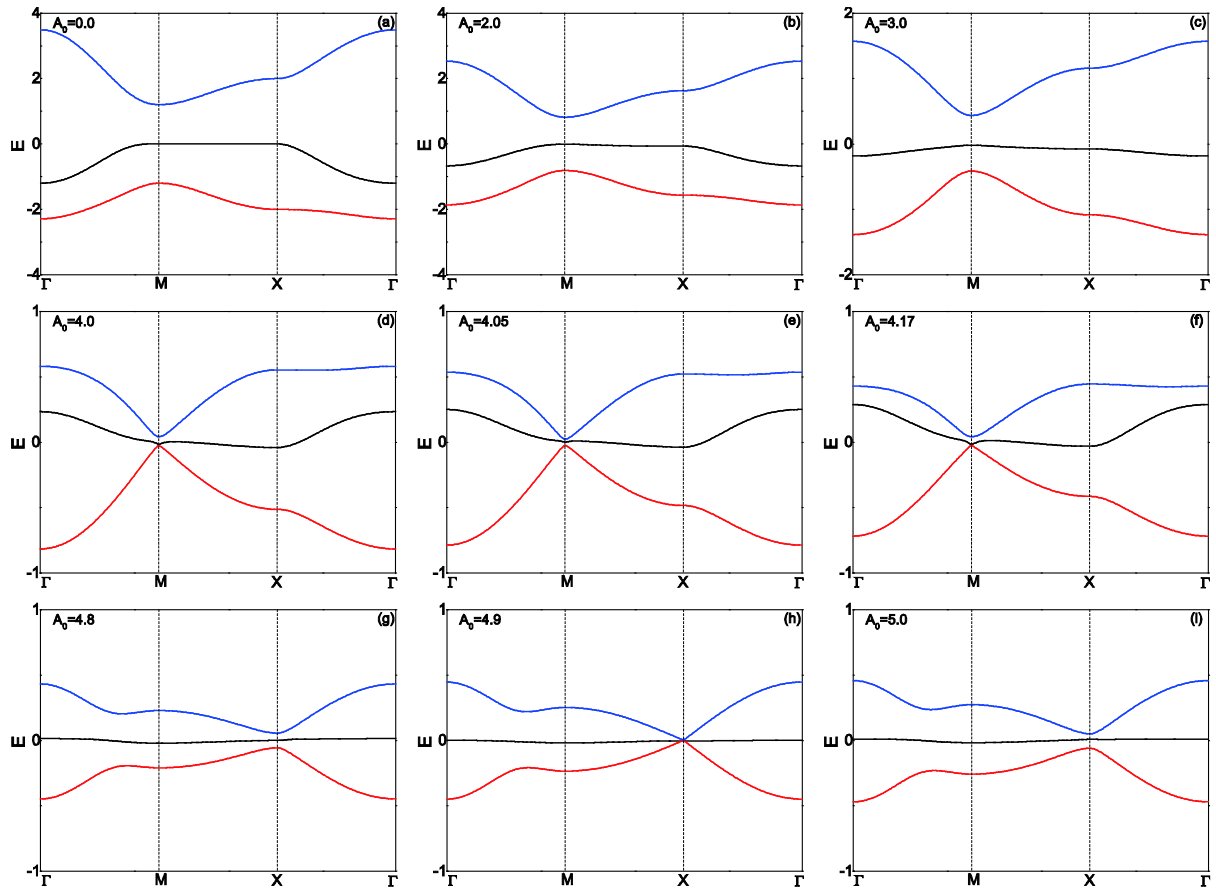 A₀=0.0 (a)
4
2
0
-2
-4
E
Γ M X Γ
A₀=2.0 (b)
4
2
0
-2
-4
E
Γ M X Γ
A₀=3.0 (c)
2
0
-2
E
Γ M X Γ
A₀=4.0 (d)
1
0
-1
E
Γ M X Γ
A₀=4.05 (e)
1
0
-1
E
Γ M X Γ
A₀=4.17 (f)
1
0
-1
E
Γ M X Γ
A₀=4.8 (g)
1
0
-1
E
Γ M X Γ
A₀=4.9 (h)
1
0
-1
E
Γ M X Γ
A₀=5.0 (I)
1
0
-1
E
Γ M X Γ